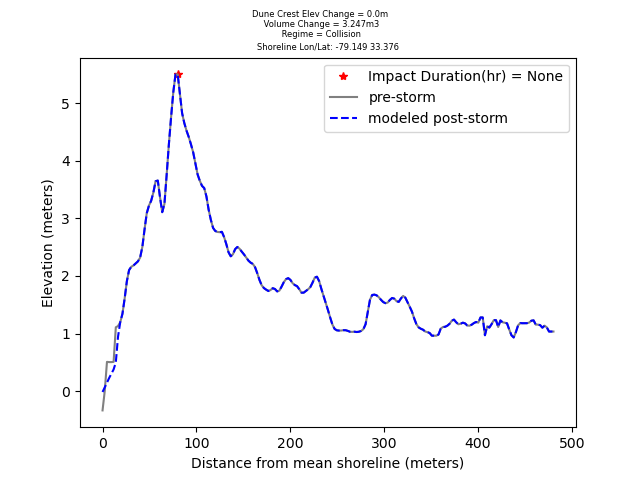 Dune Crest Elev Change = 0.0m
Volume Change = 3.247m3
Regime = Collision
Shoreline Lon/Lat: -79.149 33.376
Impact Duration(hr) = None
pre-storm
modeled post-storm
Elevation (meters)
5
4
3
2
1
0
0 100 200 300 400 500
Distance from mean shoreline (meters)